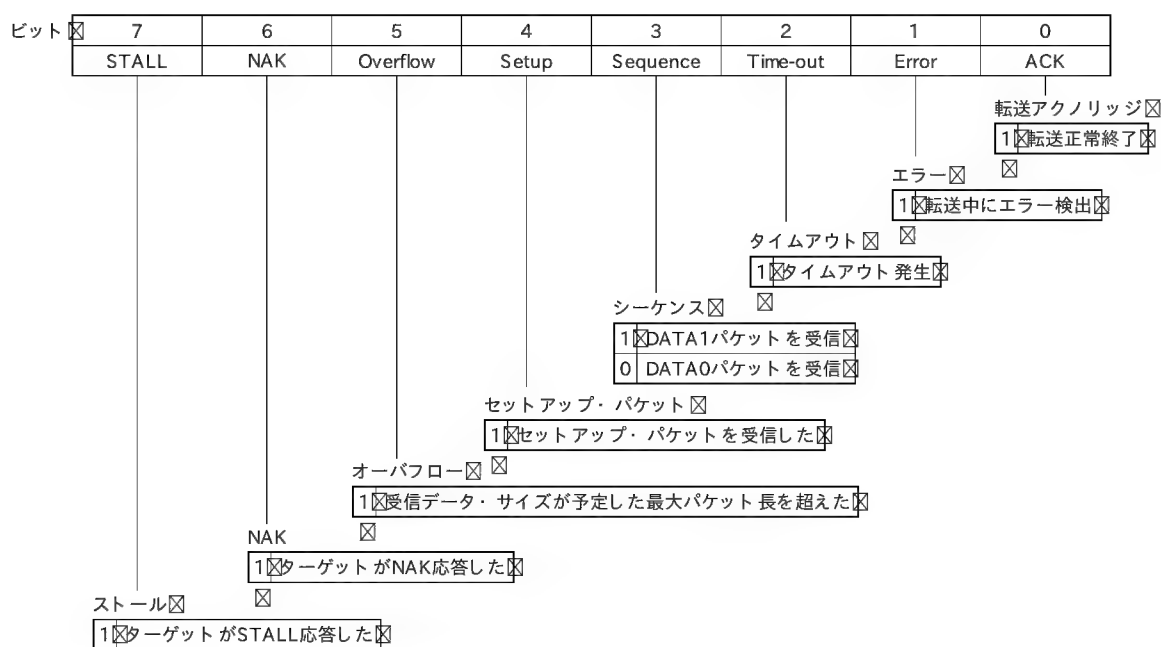 ビット 7 6 5 4 3 2 1 0
STALL NAK Overflow Setup Sequence Time-out Error ACK
転送アクノリッジ
1 転送正常終了
エラー
1 転送中にエラー検出
タイムアウト
1 タイムアウト発生
シーケンス
1 DATA1パケットを受信
0 DATA0パケットを受信
セットアップ・パケット
1 セットアップ・パケットを受信した
オーバフロー
1 受信データ・サイズが予定した最大パケット長を超えた
NAK
1 ターゲットがNAK応答した
ストール
1 ターゲットがSTALL応答した